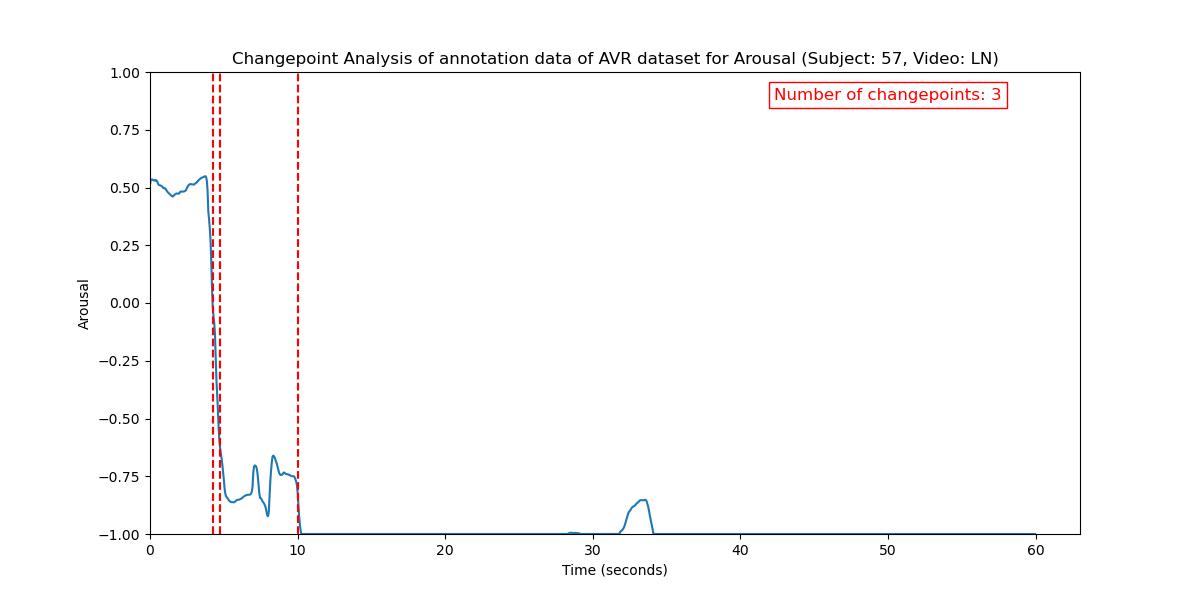 Changepoint Analysis of annotation data of AVR dataset for Arousal (Subject: 57, Video: LN)
Number of changepoints: 3
1.00
0.75
0.50
0.25
0.00
−0.25
−0.50
−0.75
−1.00
Arousal
0 10 20 30 40 50 60
Time (seconds)